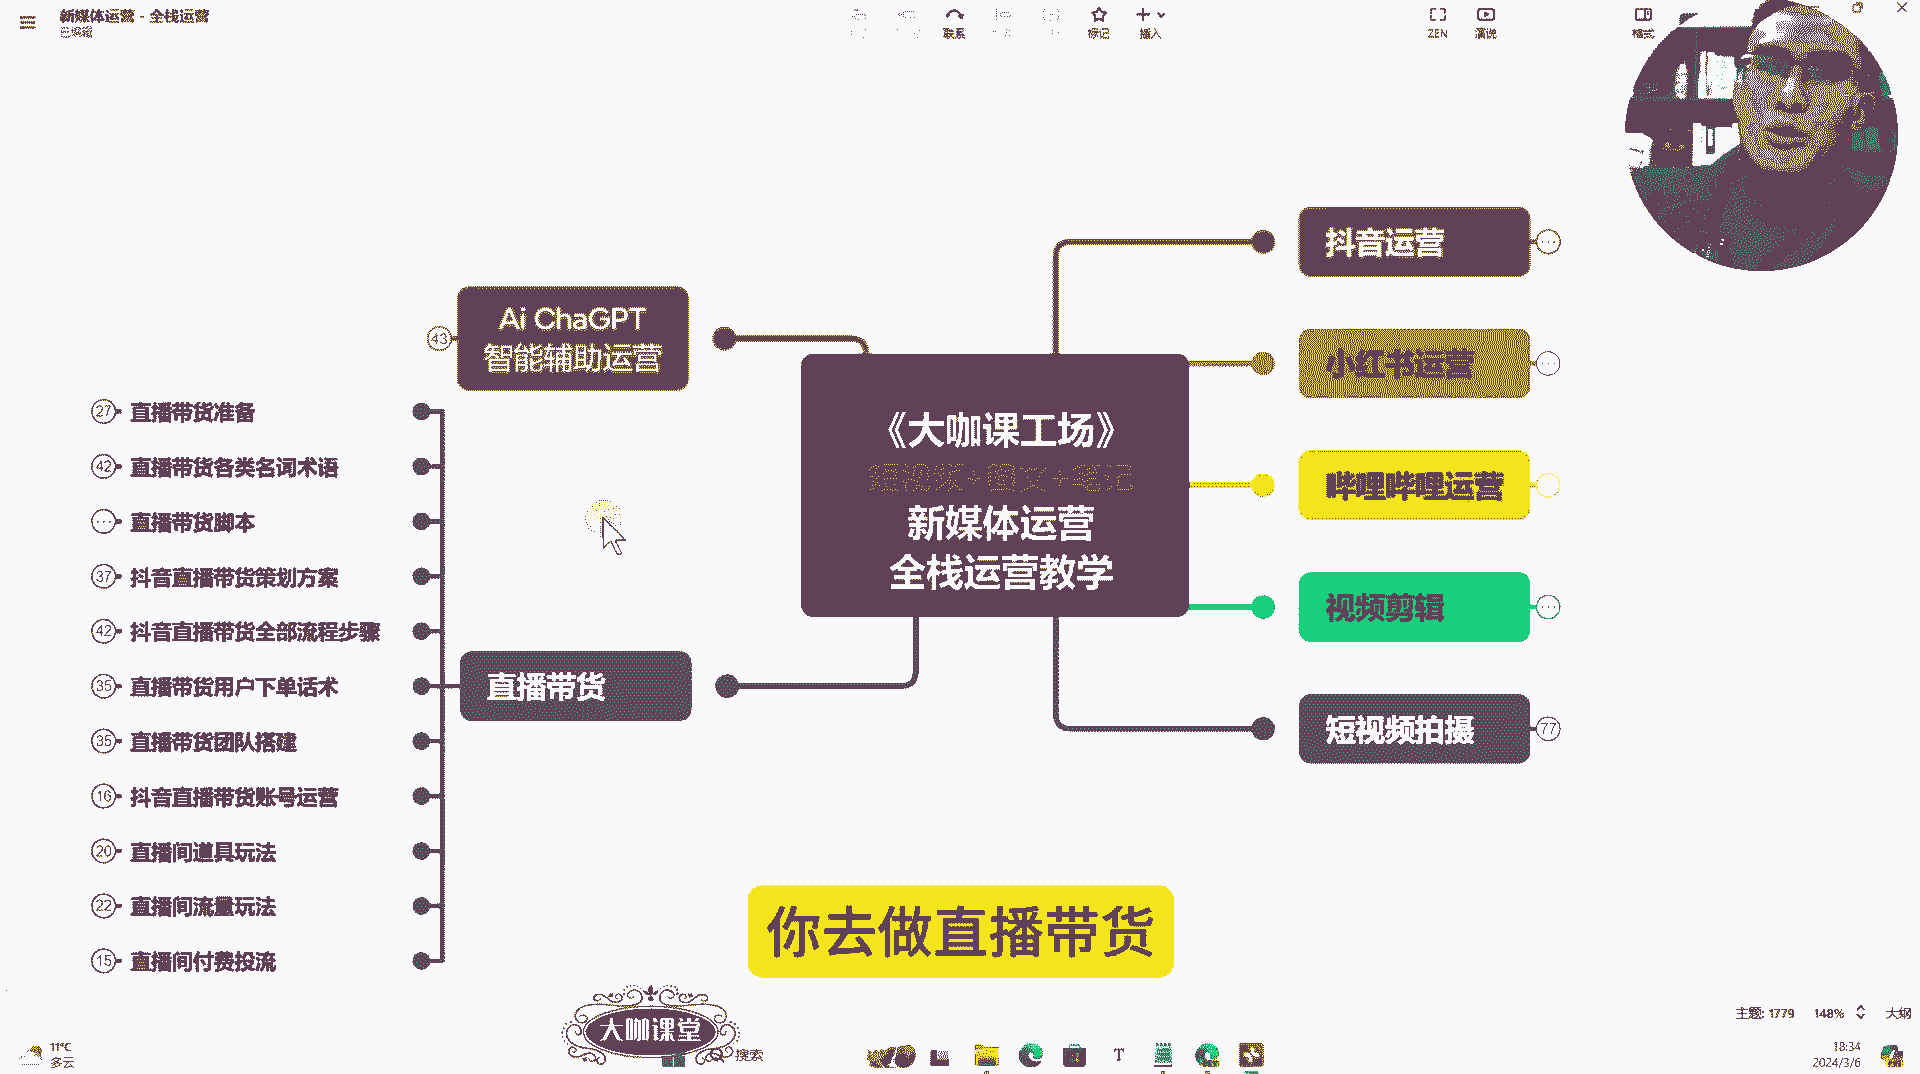 新媒体运营 - 全栈运营
已编辑
联系
标记
插入
ZEN
演说
格式
抖音运营
Ai ChaGPT
智能辅助运营
43
小红书运营
《大咖课工场》
短视频+图文+笔记
新媒体运营
全栈运营教学
哔哩哔哩运营
视频剪辑
短视频拍摄
77
直播带货
27 直播带货准备
42 直播带货各类名词术语
直播带货脚本
37 抖音直播带货策划方案
42 抖音直播带货全部流程步骤
35 直播带货用户下单话术
35 直播带货团队搭建
16 抖音直播带货账号运营
20 直播间道具玩法
22 直播间流量玩法
15 直播间付费投流
你去做直播带货
大咖课堂
主题: 1779
148%
大纲
11°C
多云
搜索
18:34
2024/3/6